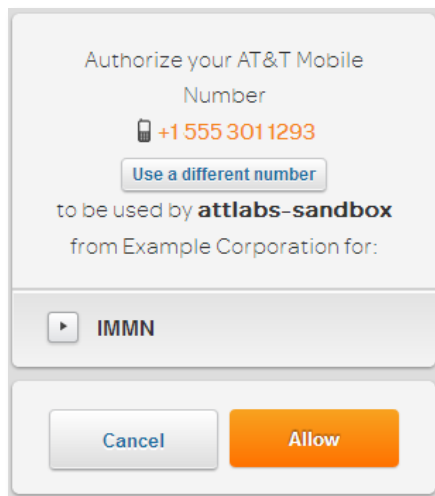 Authorize your AT&T Mobile
Number
+1 555 301 1293
Use a different number
to be used by attlabs-sandbox
from Example Corporation for:
IMMN
Cancel
Allow